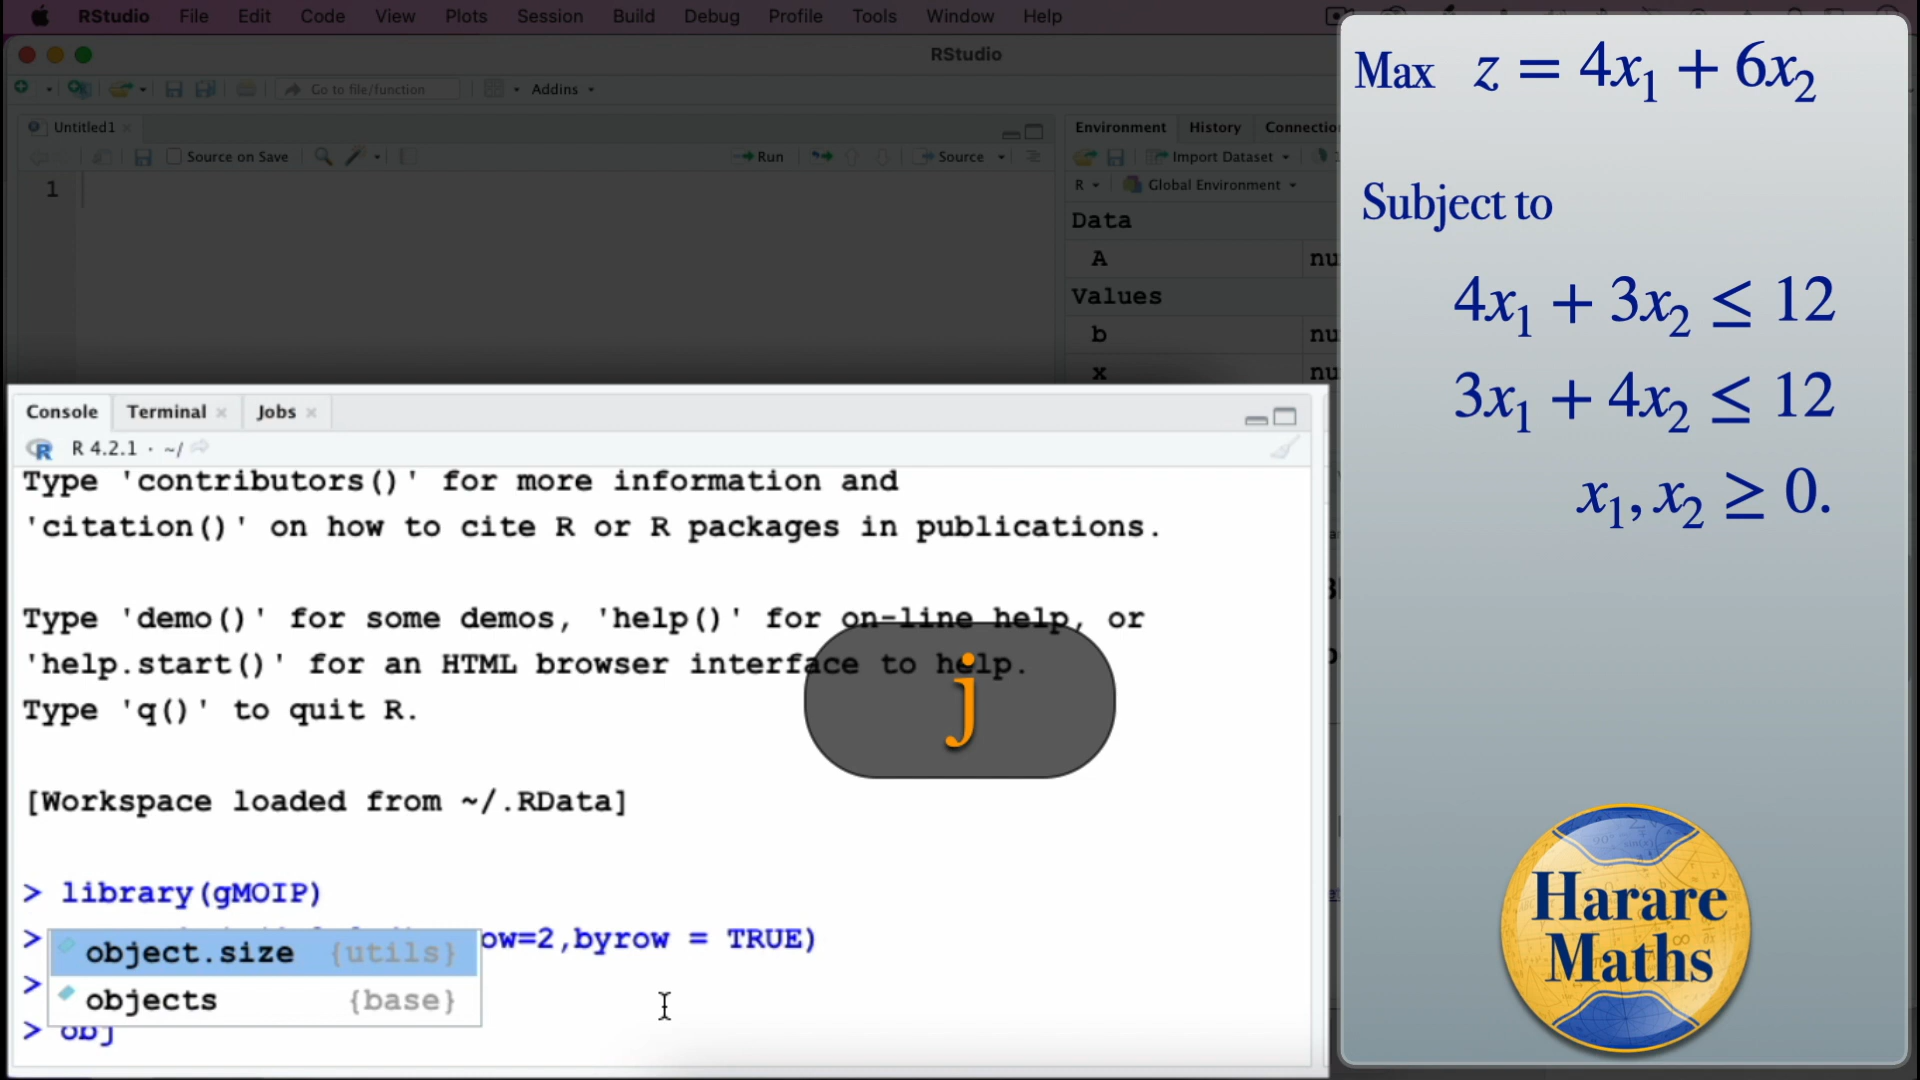 RStudio File Edit Code View Plots Session Build Debug Profile Tools Window Help
RStudio
Go to file/function Addins
Untitled1
Source on Save Run Source
1
Environment History Connectio
Import Dataset
R Global Environment
Data
A nu
Values
b nu
x nu
Console Terminal Jobs
R 4.2.1 · ~/
Type 'contributors()' for more information and
'citation()' on how to cite R or R packages in publications.
Type 'demo()' for some demos, 'help()' for on-line help, or
'help.start()' for an HTML browser interface to help.
Type 'q()' to quit R.
[Workspace loaded from ~/.RData]
> library(gMOIP)
> ow=2,byrow = TRUE)
>
> obj
object.size {utils}
objects {base}
j
Max z = 4x₁ + 6x₂
Subject to
4x₁ + 3x₂ ≤ 12
3x₁ + 4x₂ ≤ 12
x₁, x₂ ≥ 0.
Harare
Maths